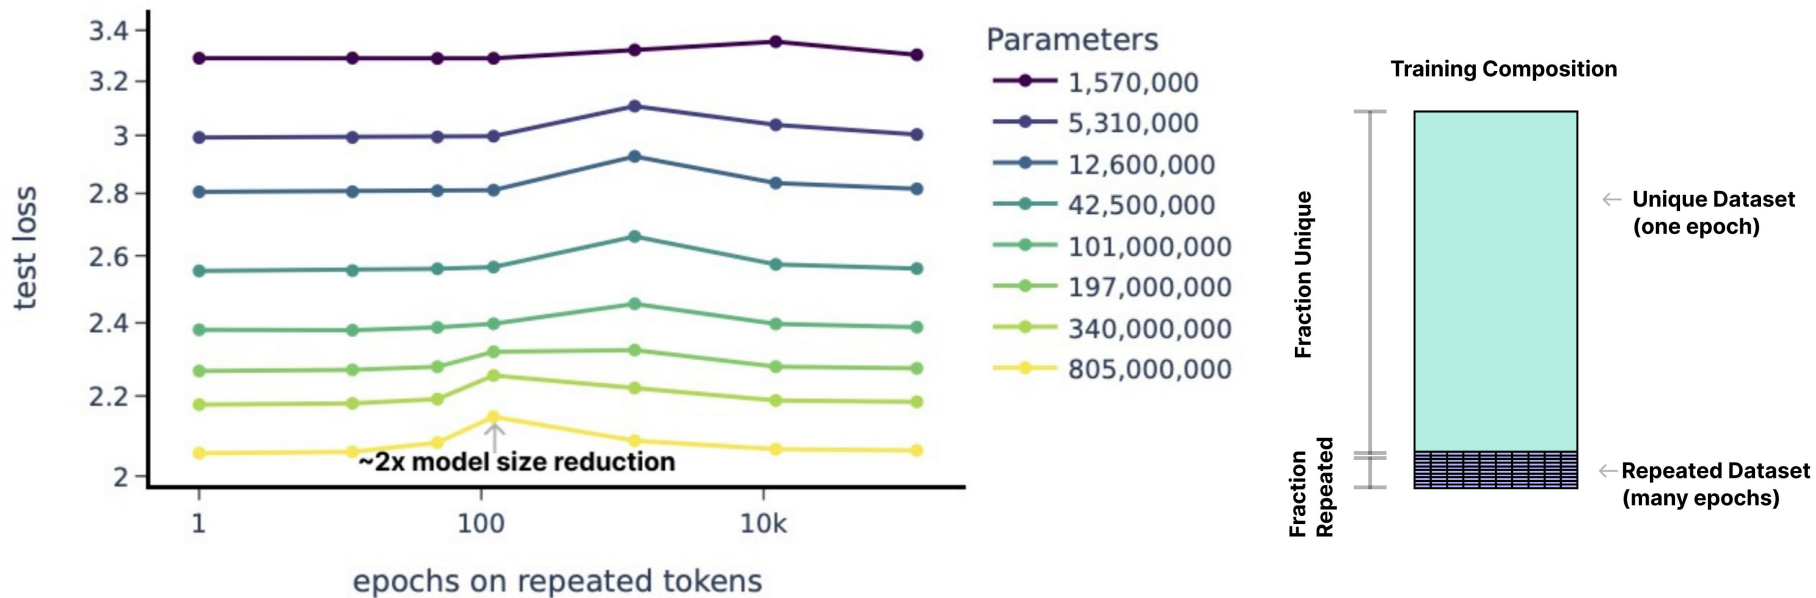 3.4
3.2
3
2.8
2.6
2.4
2.2
2
test loss
1
100
10k
epochs on repeated tokens
~2x model size reduction
Parameters
1,570,000
5,310,000
12,600,000
42,500,000
101,000,000
197,000,000
340,000,000
805,000,000
Training Composition
Fraction Unique
Fraction
Repeated
Unique Dataset
(one epoch)
Repeated Dataset
(many epochs)